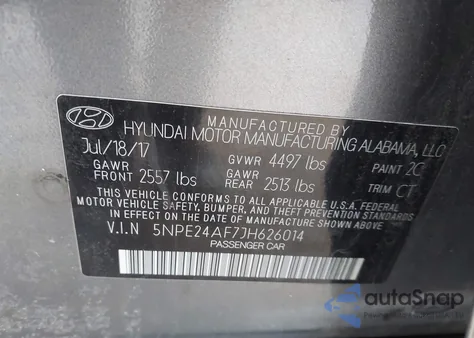 MANUFACTURED BY
HYUNDAI MOTOR MANUFACTURING ALABAMA, LLC
Jul/18/17 GVWR 4497 lbs PAINT 2C
GAWR FRONT 2557 lbs GAWR REAR 2513 lbs TRIM CT
THIS VEHICLE CONFORMS TO ALL APPLICABLE U.S.A. FEDERAL
MOTOR VEHICLE SAFETY, BUMPER, AND THEFT PREVENTION STANDARDS
IN EFFECT ON THE DATE OF MANUFACTURE SHOWN ABOVE
V.I.N 5NPE24AF7JH626014
PASSENGER CAR
autoSnap